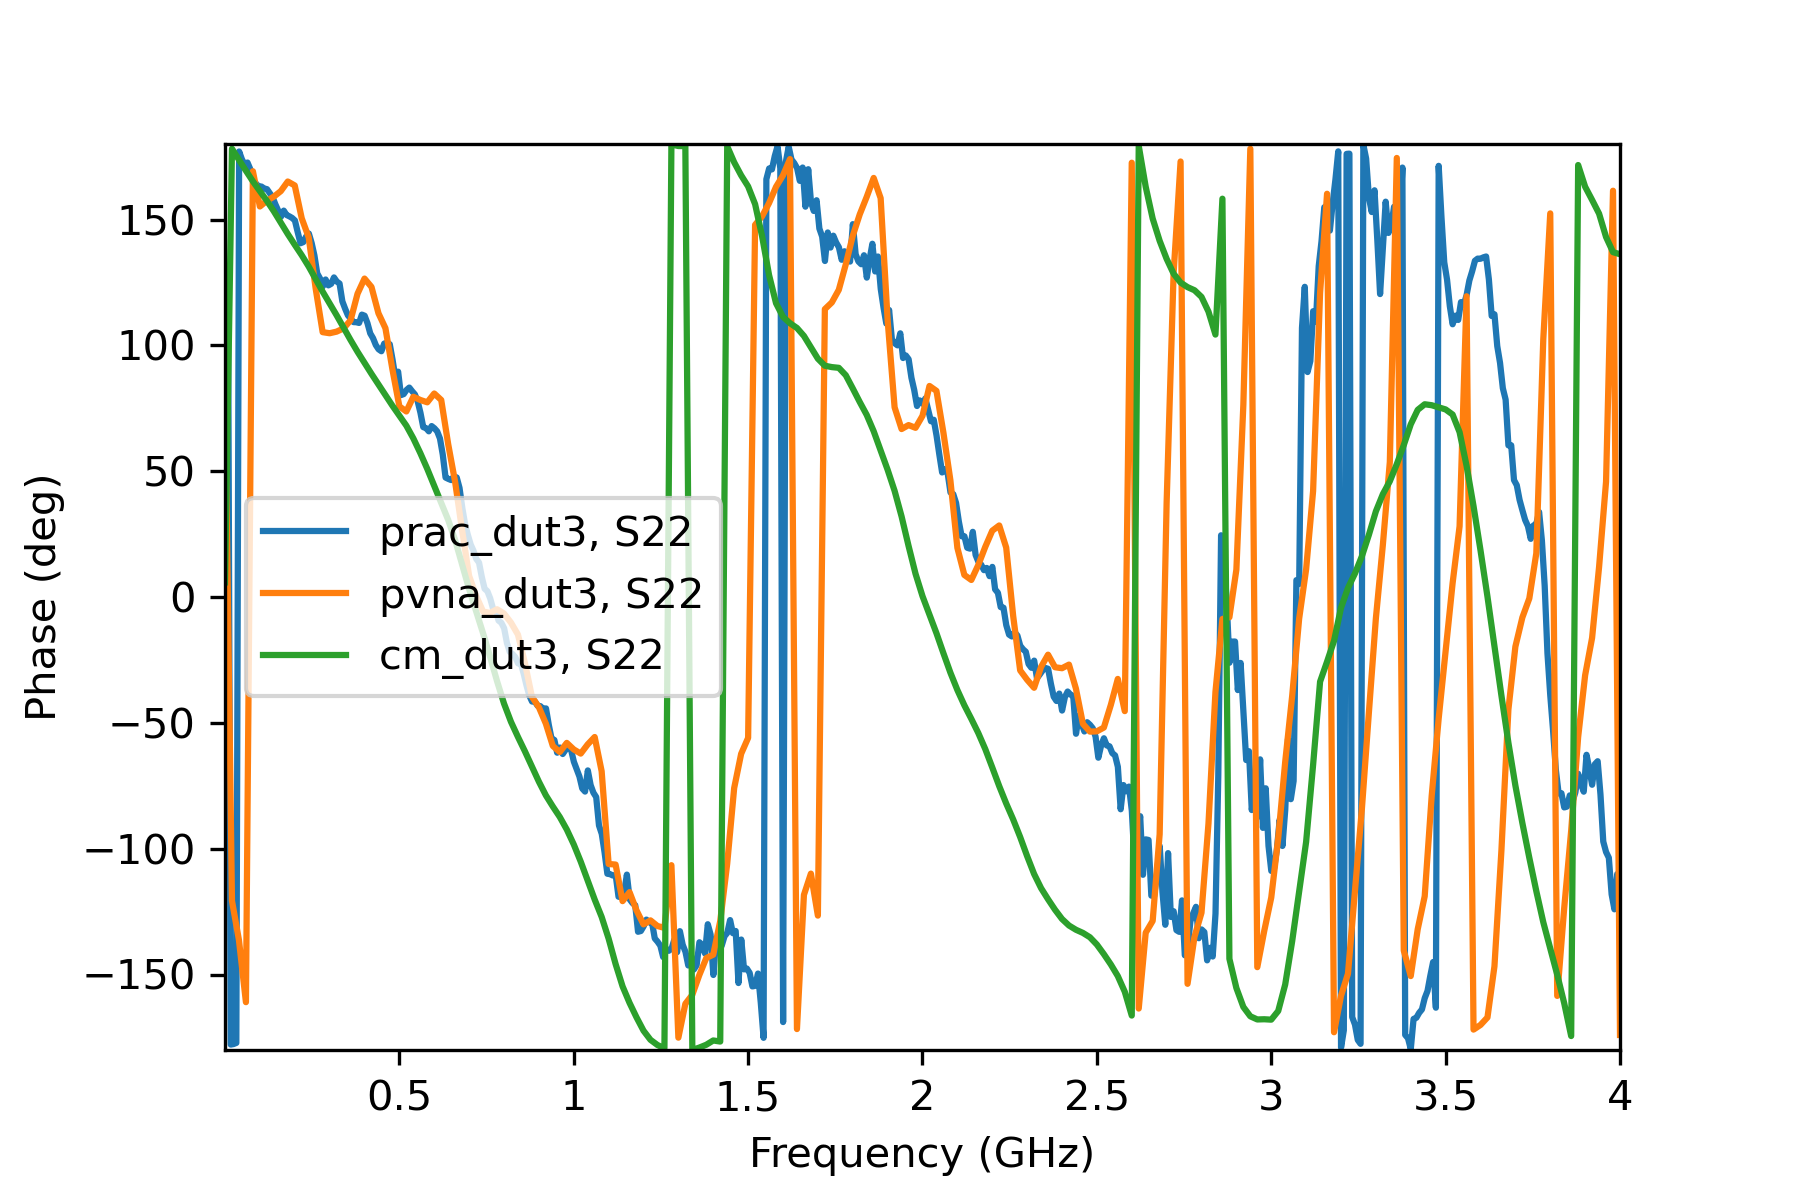 150
100
50
0
−50
−100
−150
Phase (deg)
prac_dut3, S22
pvna_dut3, S22
cm_dut3, S22
0.5 1 1.5 2 2.5 3 3.5 4
Frequency (GHz)